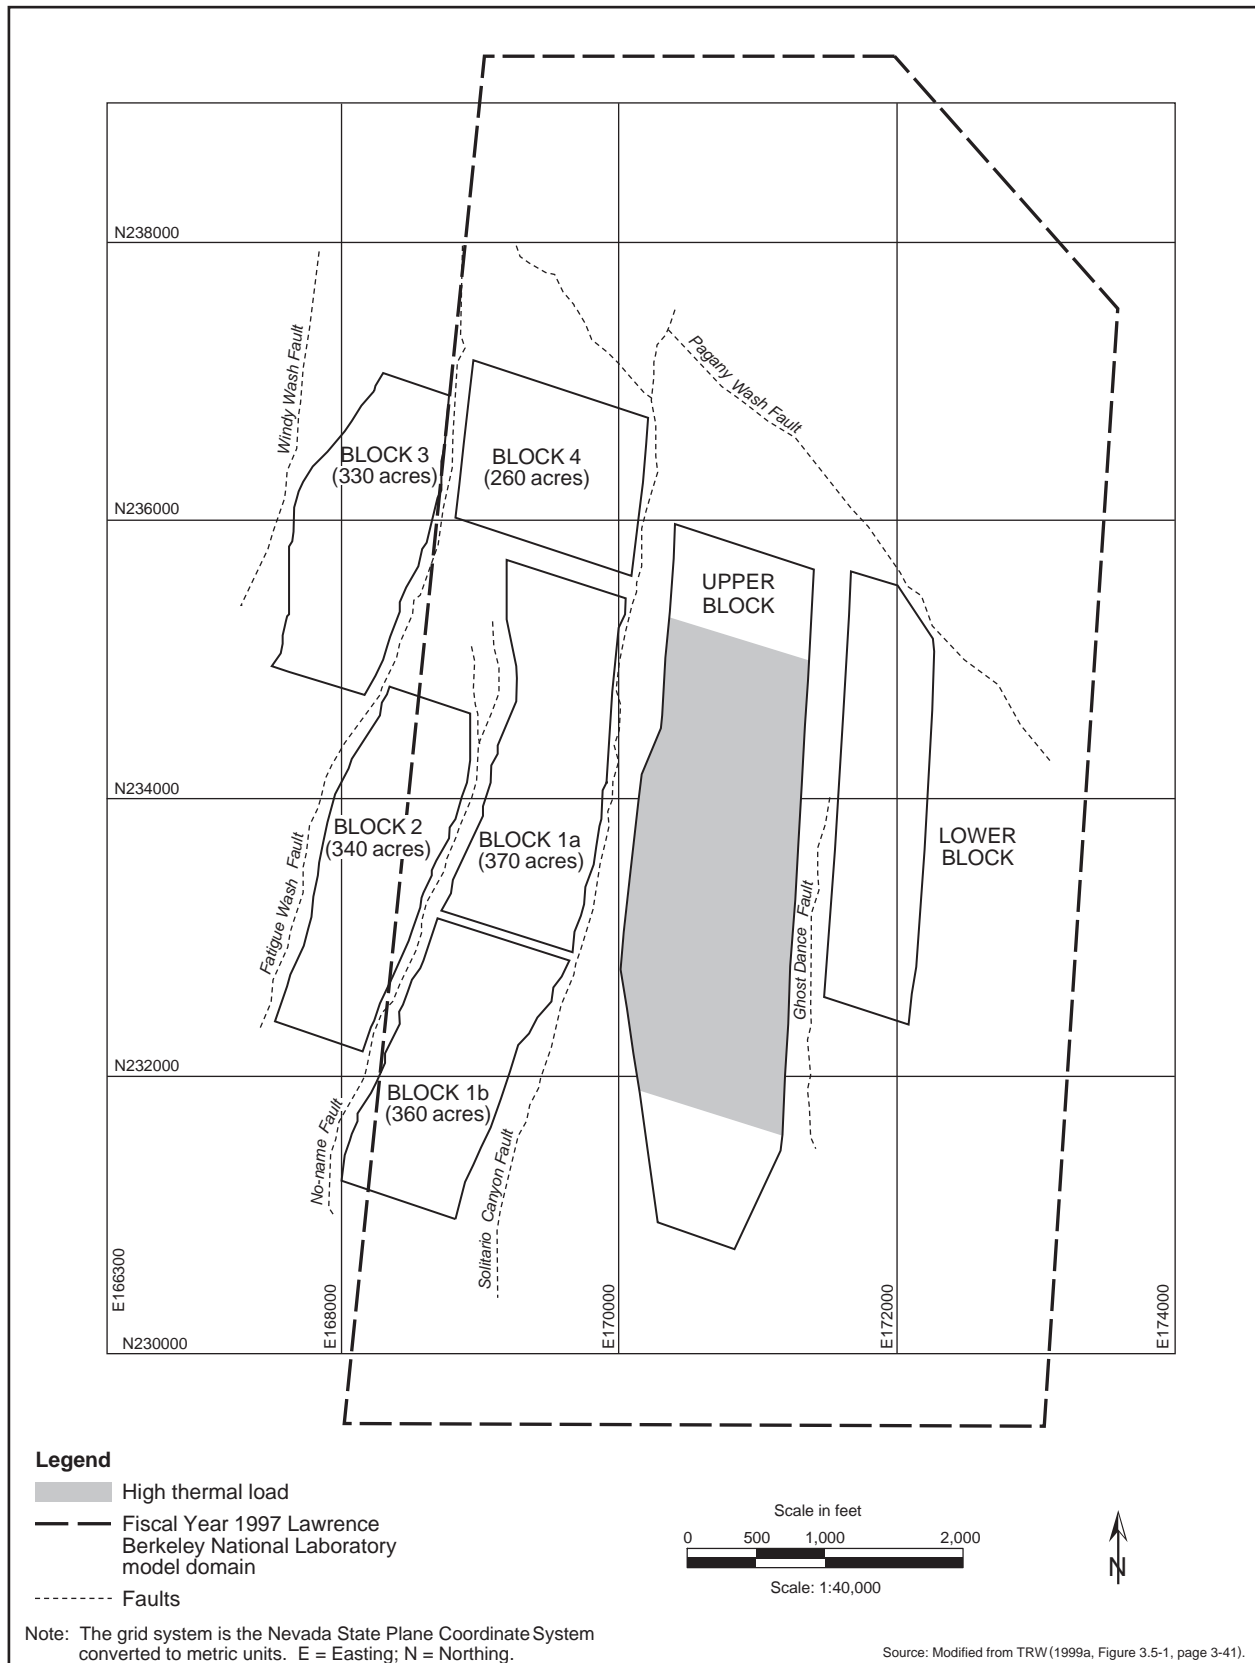 N238000
Windy Wash Fault
Pagany Wash Fault
BLOCK 3
(330 acres)
BLOCK 4
(260 acres)
N236000
UPPER
BLOCK
N234000
BLOCK 2
(340 acres)
BLOCK 1a
(370 acres)
LOWER
BLOCK
Fatigue Wash Fault
Ghost Dance Fault
N232000
BLOCK 1b
(360 acres)
No-name Fault
Solitario Canyon Fault
E166300
E168000
E170000
E172000
E174000
N230000
Legend
High thermal load
Fiscal Year 1997 Lawrence
Berkeley National Laboratory
model domain
Faults
Scale in feet
0 500 1,000 2,000
Scale: 1:40,000
N
Note: The grid system is the Nevada State Plane Coordinate System
converted to metric units. E = Easting; N = Northing.
Source: Modified from TRW (1999a, Figure 3.5-1, page 3-41).